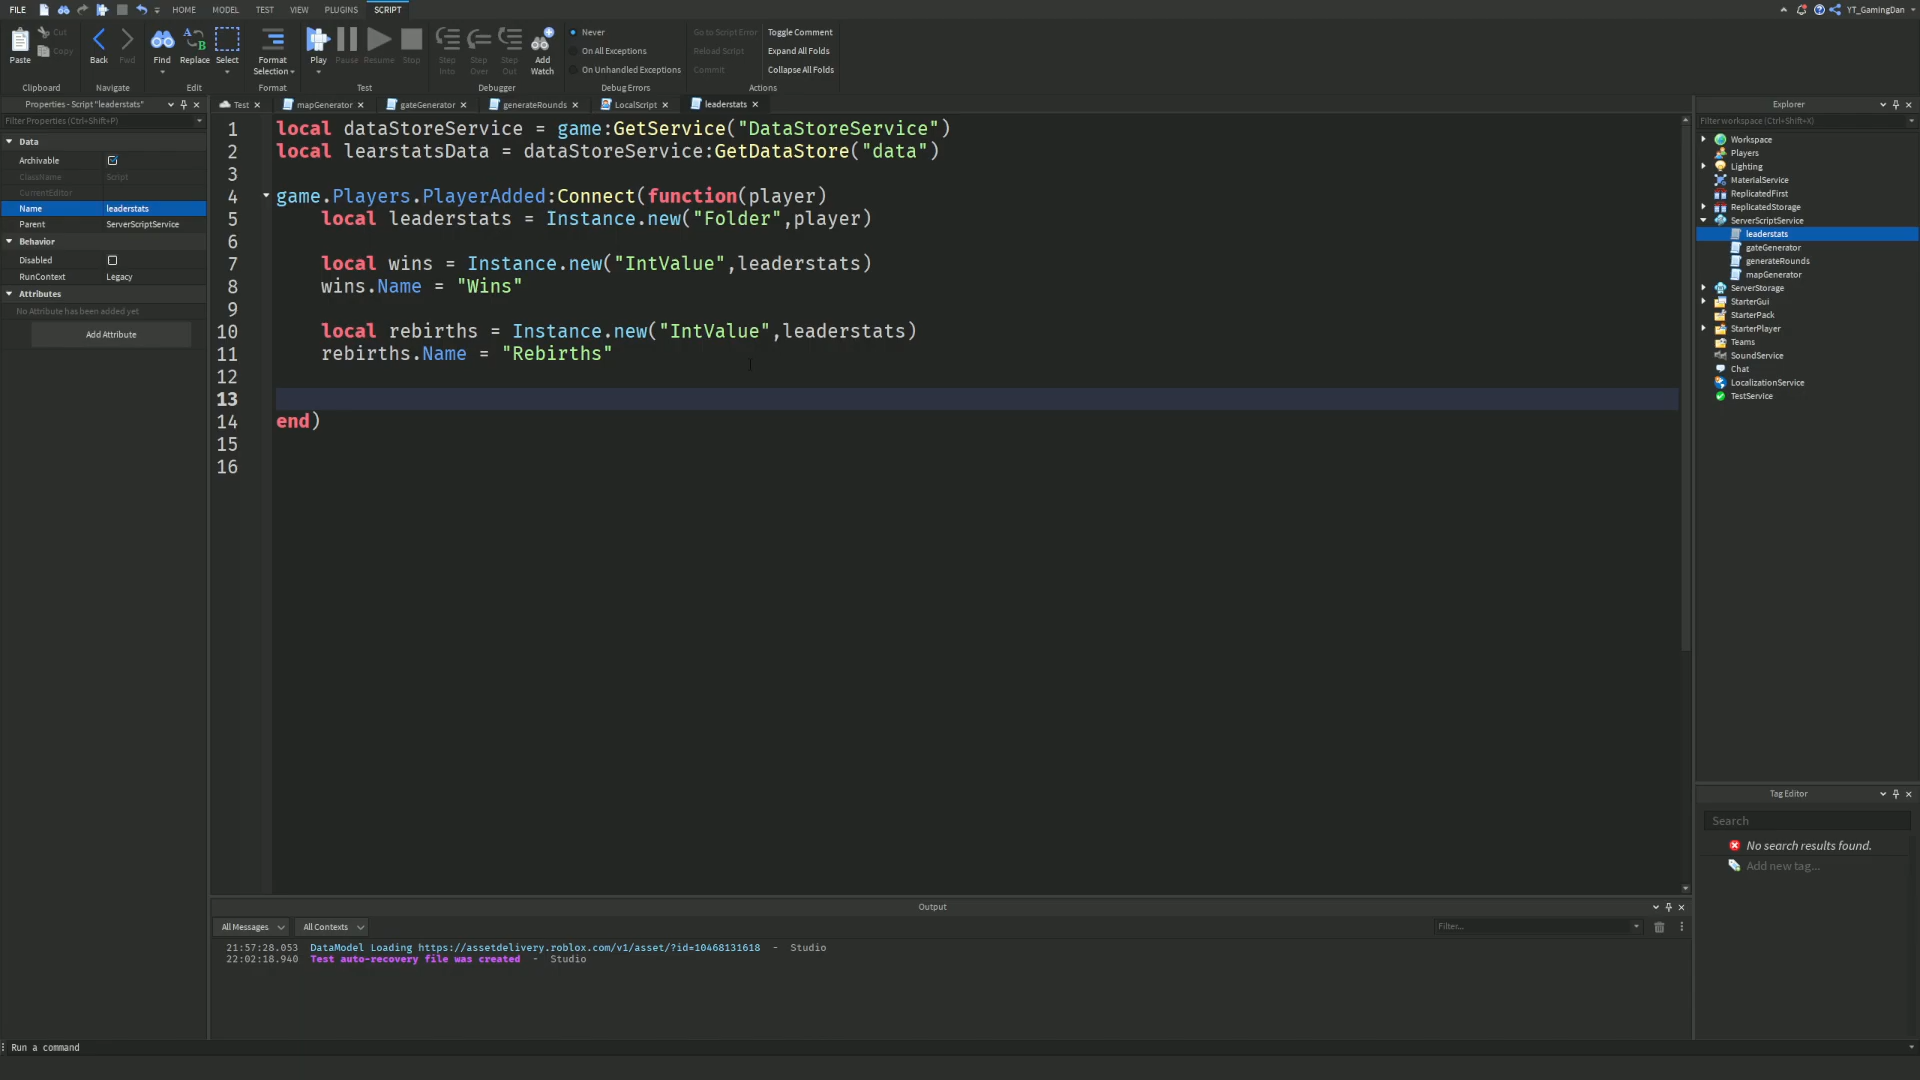 FILE HOME MODEL TEST VIEW PLUGINS SCRIPT YT_GamingDan
Paste Cut Copy
Back Fwd
Find Replace Select
Format Selection
Play Pause Resume Stop
Step Into Step Over Step Out Add Watch
Never
On All Exceptions
On Unhandled Exceptions
Go to Script Error
Reload Script
Commit
Toggle Comment
Expand All Folds
Collapse All Folds
Clipboard Navigate Edit Format Test Debugger Debug Errors Actions
Properties - Script "leaderstats"
Filter Properties (Ctrl+Shift+P)
Data
Archivable
ClassName Script
CurrentEditor
Name leaderstats
Parent ServerScriptService
Behavior
Disabled
RunContext Legacy
Attributes
No Attribute has been added yet
Add Attribute
Test mapGenerator gateGenerator generateRounds LocalScript leaderstats
1 local dataStoreService = game:GetService("DataStoreService")
2 local learstatsData = dataStoreService:GetDataStore("data")
3
4 game.Players.PlayerAdded:Connect(function(player)
5 local leaderstats = Instance.new("Folder",player)
6
7 local wins = Instance.new("IntValue",leaderstats)
8 wins.Name = "Wins"
9
10 local rebirths = Instance.new("IntValue",leaderstats)
11 rebirths.Name = "Rebirths"
12
13
14 end)
15
16
Explorer
Filter workspace (Ctrl+Shift+X)
Workspace
Players
Lighting
MaterialService
ReplicatedFirst
ReplicatedStorage
ServerScriptService
leaderstats
gateGenerator
generateRounds
mapGenerator
ServerStorage
StarterGui
StarterPack
StarterPlayer
Teams
SoundService
Chat
LocalizationService
TestService
Tag Editor
Search
No search results found.
Add new tag...
Output
All Messages All Contexts Filter...
21:57:28.053 DataModel Loading https://assetdelivery.roblox.com/v1/asset/?id=10468131618 - Studio
22:02:18.940 Test auto-recovery file was created - Studio
Run a command